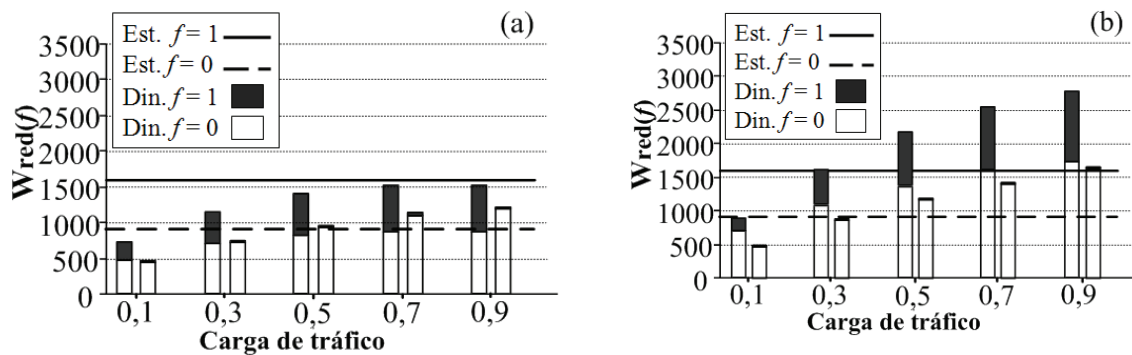 (a)
Est. f = 1
Est. f = 0
Din. f = 1
Din. f = 0
Wred(f)
3500
3000
2500
2000
1500
1000
500
0
0,1 0,3 0,5 0,7 0,9
Carga de tráfico
(b)
Est. f = 1
Est. f = 0
Din. f = 1
Din. f = 0
Wred(f)
3500
3000
2500
2000
1500
1000
500
0
0,1 0,3 0,5 0,7 0,9
Carga de tráfico